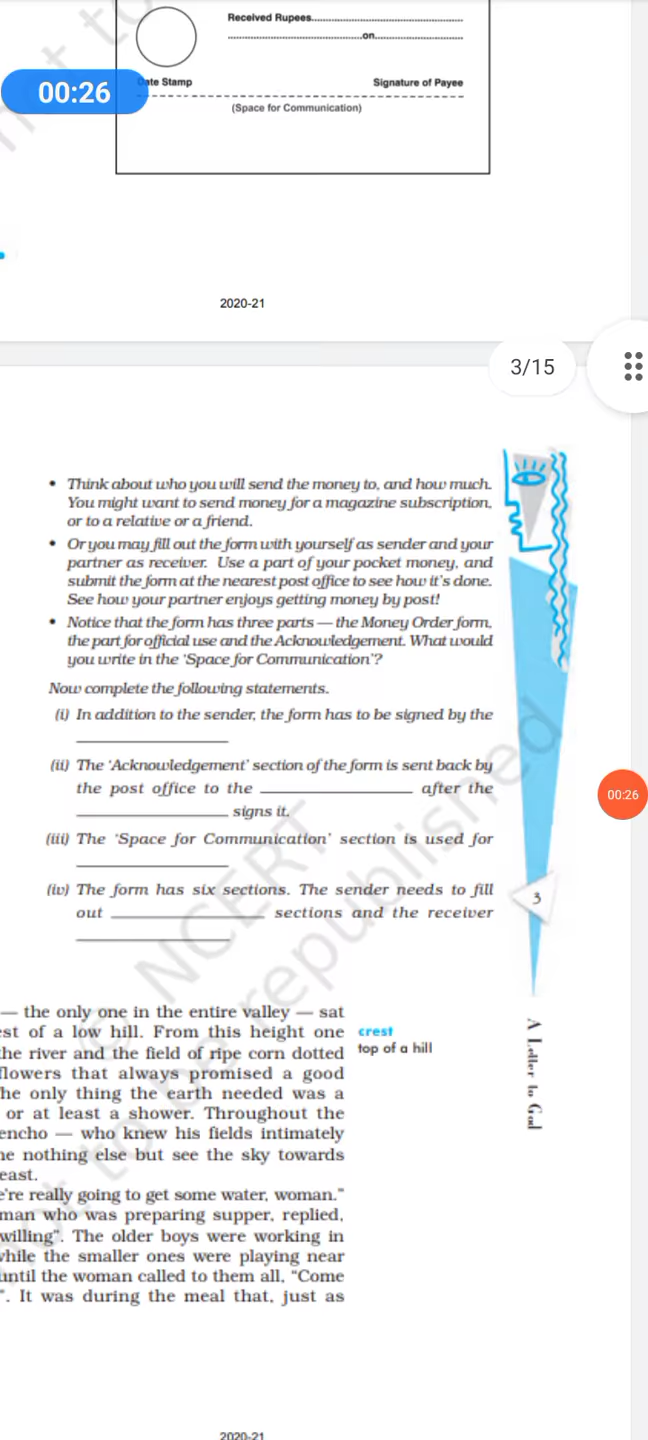 Received Rupees
on
Date Stamp Signature of Payee
(Space for Communication)
00:26
2020-21
3/15
• Think about who you will send the money to, and how much.
You might want to send money for a magazine subscription,
or to a relative or a friend.
• Or you may fill out the form with yourself as sender and your
partner as receiver. Use a part of your pocket money, and
submit the form at the nearest post office to see how it's done.
See how your partner enjoys getting money by post!
• Notice that the form has three parts — the Money Order form,
the part for official use and the Acknowledgement. What would
you write in the 'Space for Communication'?
Now complete the following statements.
(i) In addition to the sender, the form has to be signed by the
(ii) The 'Acknowledgement' section of the form is sent back by
the post office to the after the
signs it.
(iii) The 'Space for Communication' section is used for
(iv) The form has six sections. The sender needs to fill
out sections and the receiver
00:26
3
A Letter to God
© NCERT
not to be republished
— the only one in the entire valley — sat
est of a low hill. From this height one
the river and the field of ripe corn dotted
flowers that always promised a good
he only thing the earth needed was a
or at least a shower. Throughout the
encho — who knew his fields intimately
ne nothing else but see the sky towards
east.
e're really going to get some water, woman."
man who was preparing supper, replied,
willing". The older boys were working in
while the smaller ones were playing near
until the woman called to them all, "Come
". It was during the meal that, just as
crest
top of a hill
2020-21